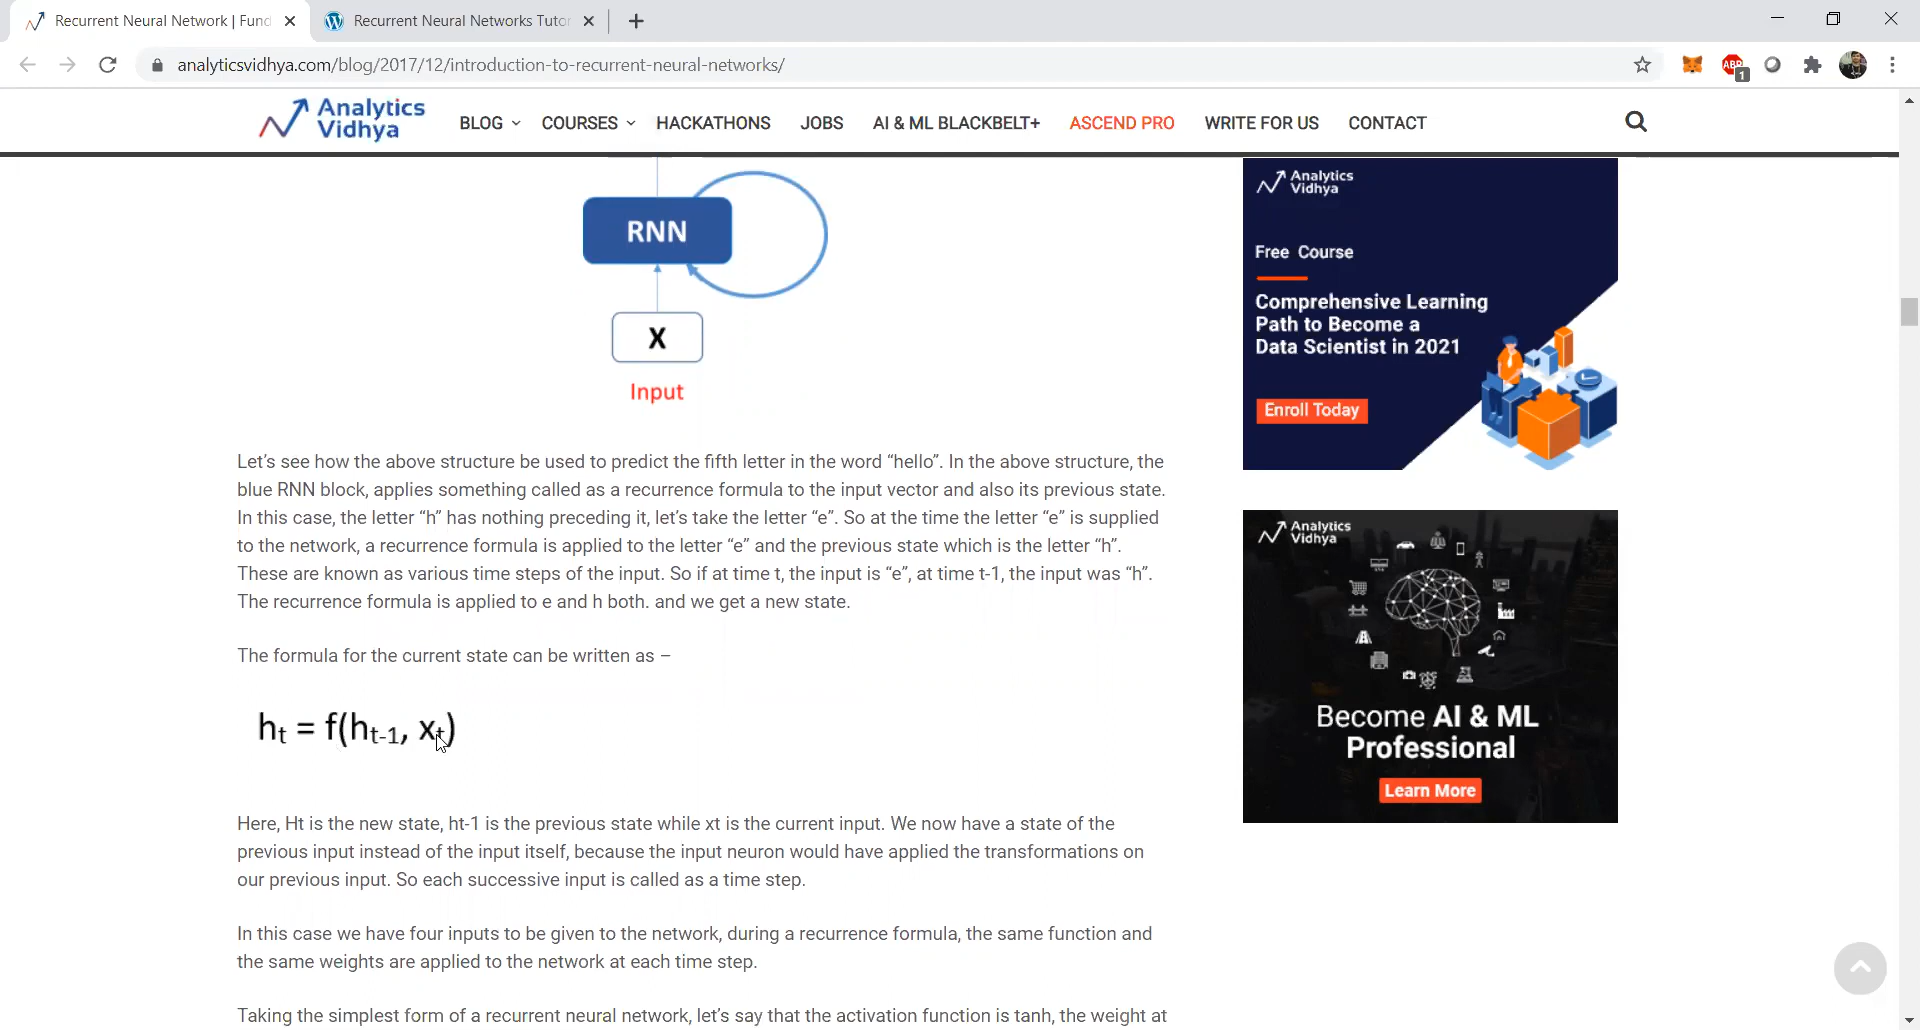 Recurrent Neural Network | Fund
Recurrent Neural Networks Tutor
analyticsvidhya.com/blog/2017/12/introduction-to-recurrent-neural-networks/
ABP
1
Analytics Vidhya
BLOG
COURSES
HACKATHONS
JOBS
AI & ML BLACKBELT+
ASCEND PRO
WRITE FOR US
CONTACT
RNN
X
Input
Let's see how the above structure be used to predict the fifth letter in the word “hello”. In the above structure, the
blue RNN block, applies something called as a recurrence formula to the input vector and also its previous state.
In this case, the letter “h” has nothing preceding it, let's take the letter “e”. So at the time the letter “e” is supplied
to the network, a recurrence formula is applied to the letter “e” and the previous state which is the letter “h”.
These are known as various time steps of the input. So if at time t, the input is “e”, at time t-1, the input was “h”.
The recurrence formula is applied to e and h both. and we get a new state.
The formula for the current state can be written as –
hₜ = f(hₜ₋₁, xₜ)
Here, Ht is the new state, ht-1 is the previous state while xt is the current input. We now have a state of the
previous input instead of the input itself, because the input neuron would have applied the transformations on
our previous input. So each successive input is called as a time step.
In this case we have four inputs to be given to the network, during a recurrence formula, the same function and
the same weights are applied to the network at each time step.
Taking the simplest form of a recurrent neural network, let's say that the activation function is tanh, the weight at
Analytics
Vidhya
Free Course
Comprehensive Learning
Path to Become a
Data Scientist in 2021
Enroll Today
Analytics
Vidhya
Become AI & ML
Professional
Learn More